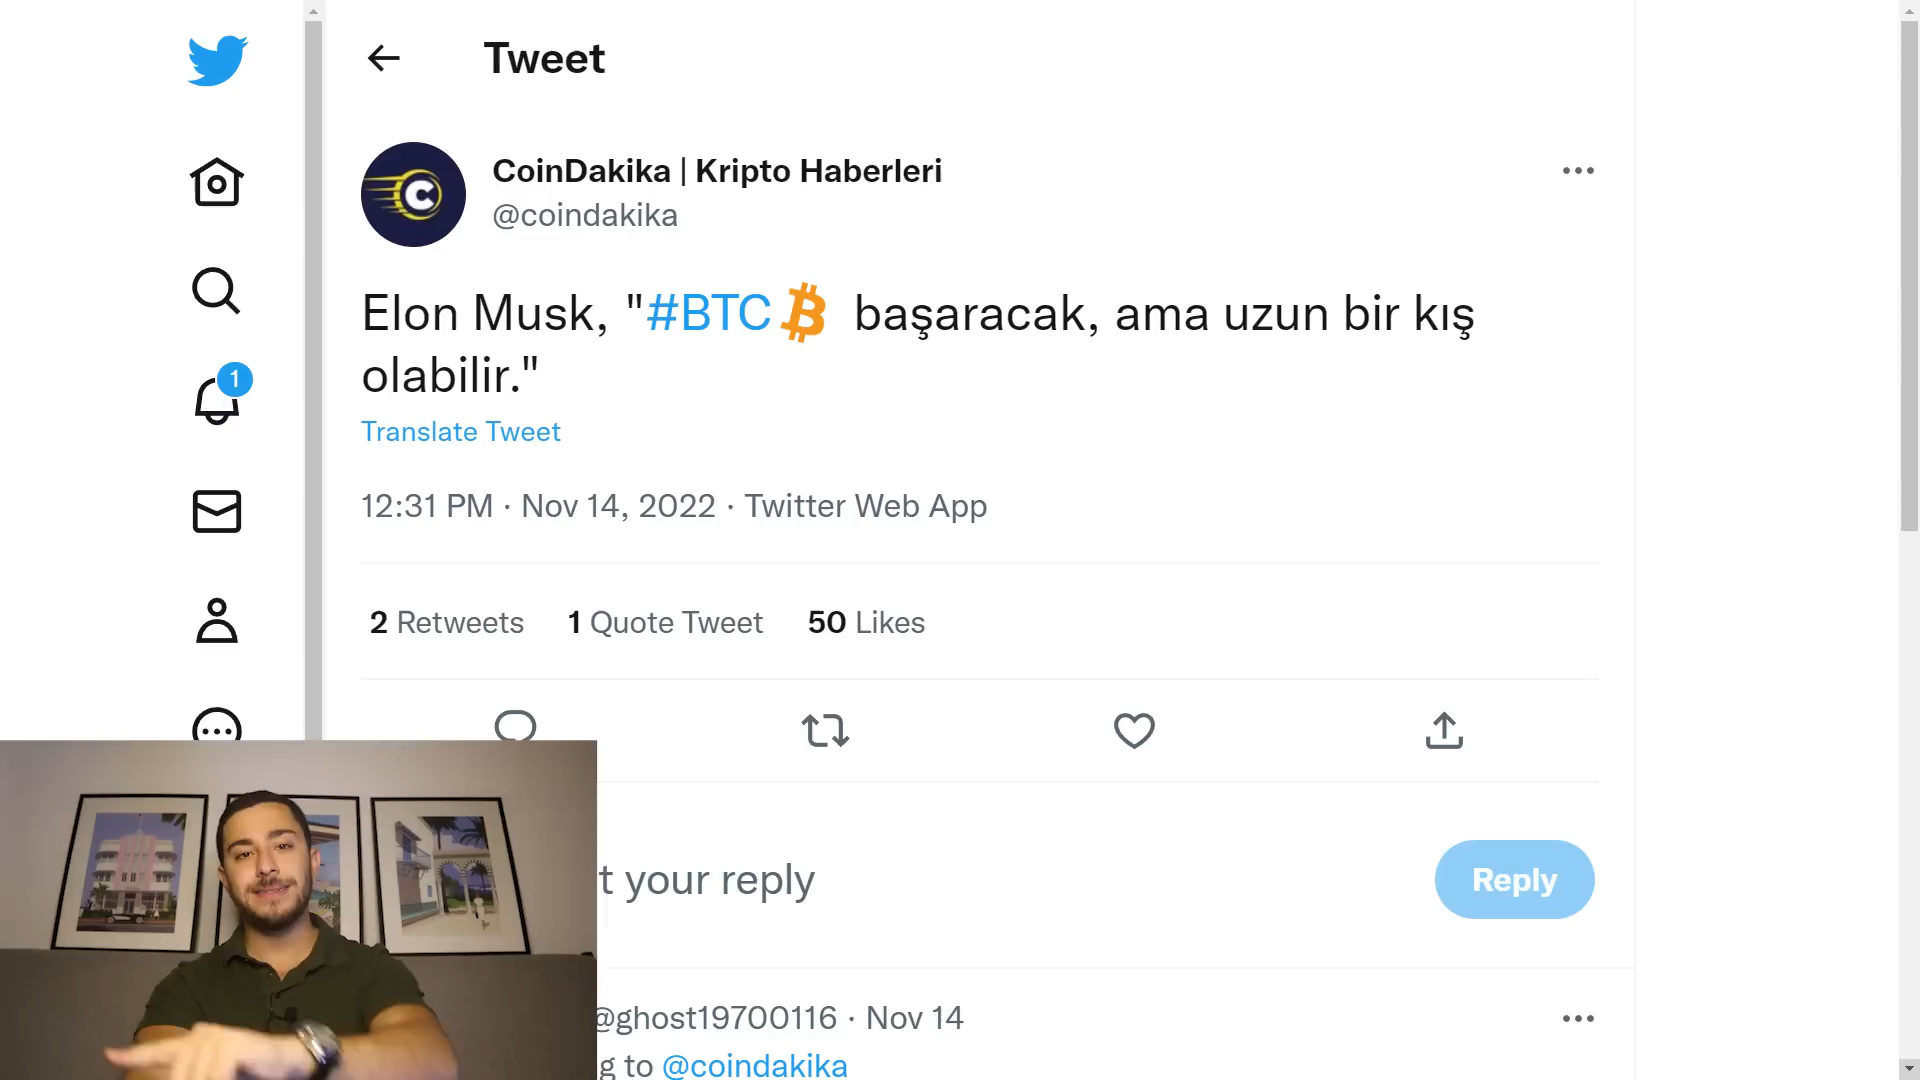 Tweet
CoinDakika | Kripto Haberleri
@coindakika
Elon Musk, "#BTC başaracak, ama uzun bir kış
olabilir."
1
Translate Tweet
12:31 PM · Nov 14, 2022 · Twitter Web App
2 Retweets 1 Quote Tweet 50 Likes
your reply
Reply
@ghost19700116 · Nov 14
to @coindakika